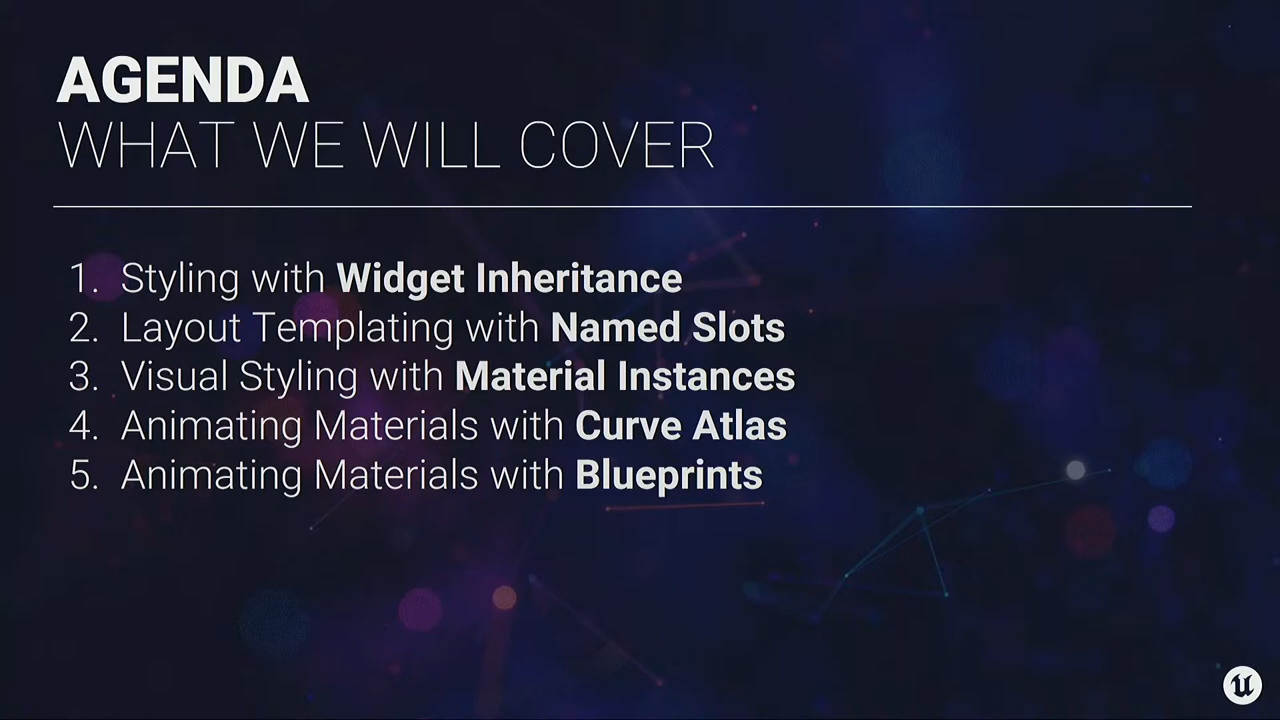 AGENDA
WHAT WE WILL COVER
1. Styling with Widget Inheritance
2. Layout Templating with Named Slots
3. Visual Styling with Material Instances
4. Animating Materials with Curve Atlas
5. Animating Materials with Blueprints